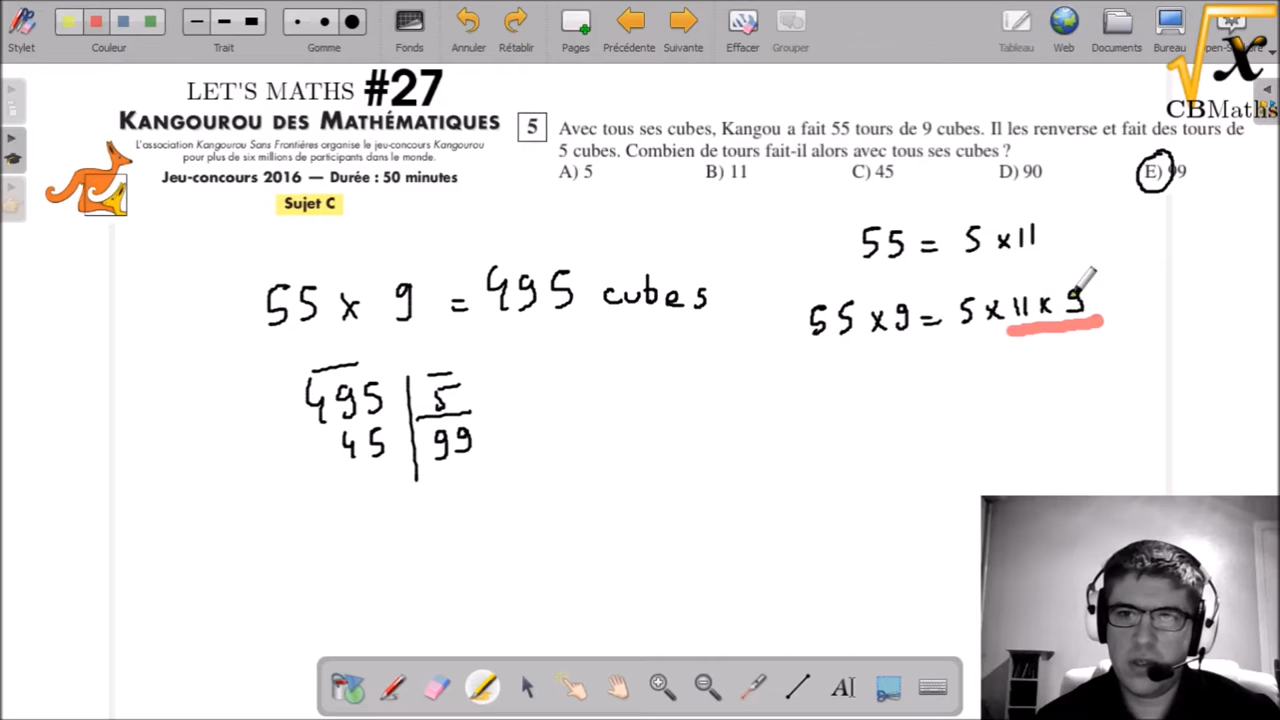 Stylet
Couleur
Trait
Gomme
Fonds
Annuler
Rétablir
Pages
Précédente
Suivante
Effacer
Grouper
Tableau
Web
Documents
Bureau
LET'S MATHS #27
KANGOUROU DES MATHÉMATIQUES
L'association Kangourou Sans Frontières organise le jeu-concours Kangourou
pour plus de six millions de participants dans le monde.
Jeu-concours 2016 — Durée : 50 minutes
Sujet C
CBMaths
5 Avec tous ses cubes, Kangou a fait 55 tours de 9 cubes. Il les renverse et fait des tours de
5 cubes. Combien de tours fait-il alors avec tous ses cubes ?
A) 5 B) 11 C) 45 D) 90 E) 99
55 x 9 = 495 cubes
495 5
45 99
55 = 5 x 11
55 x 9 = 5 x 11 x 9
AI